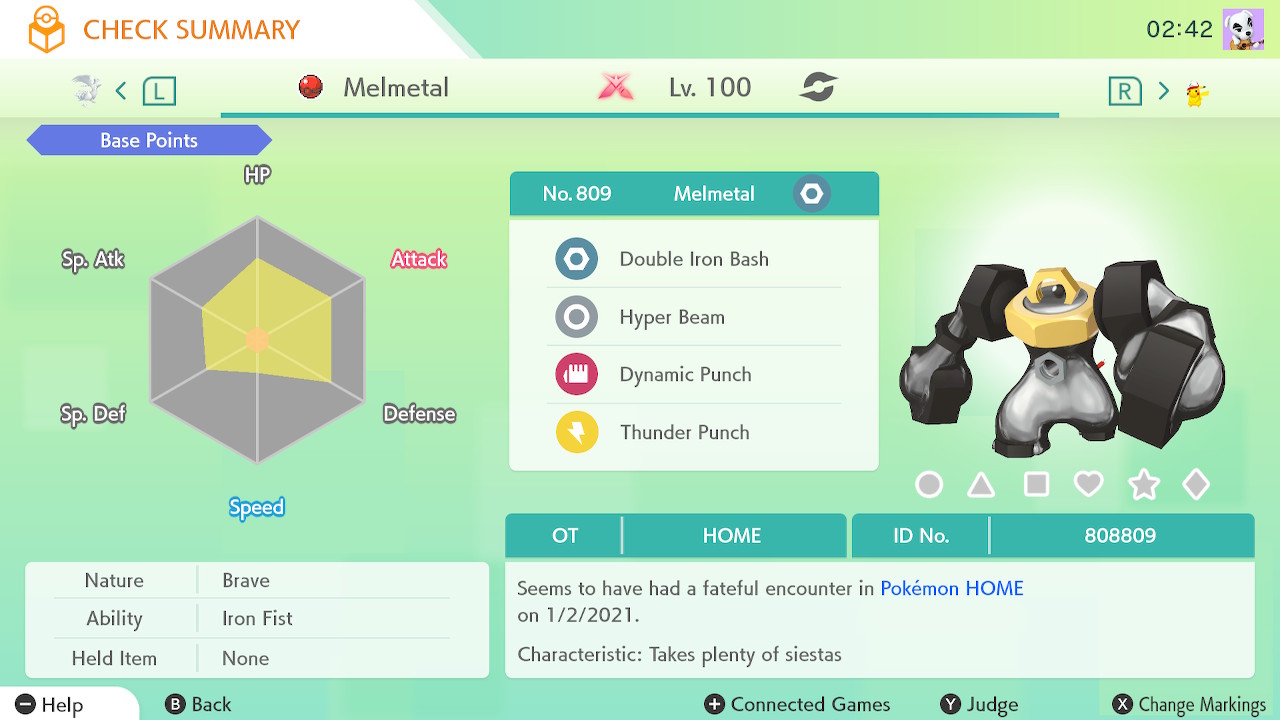 CHECK SUMMARY
02:42
L
Melmetal
Lv. 100
R
Base Points
HP
Sp. Atk
Attack
Sp. Def
Defense
Speed
No. 809 Melmetal
Double Iron Bash
Hyper Beam
Dynamic Punch
Thunder Punch
OT HOME ID No. 808809
Nature Brave
Ability Iron Fist
Held Item None
Seems to have had a fateful encounter in Pokémon HOME
on 1/2/2021.
Characteristic: Takes plenty of siestas
Help
B Back
Connected Games
Y Judge
X Change Markings